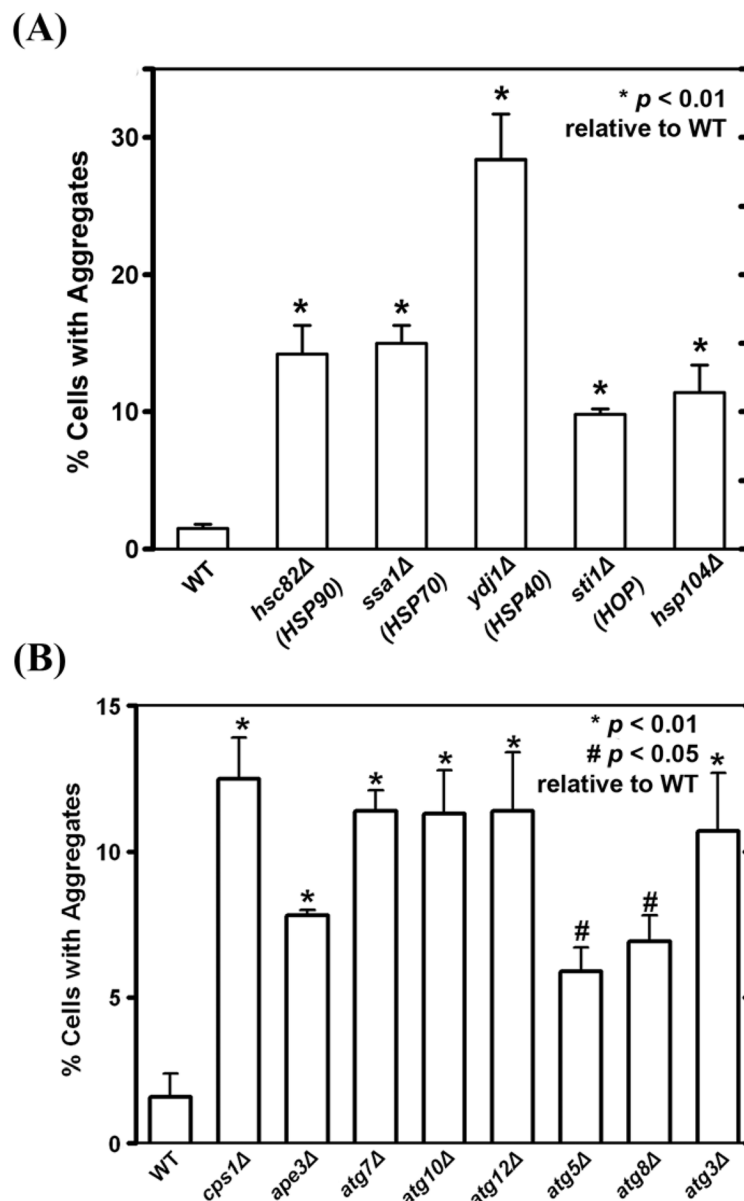 (A)
% Cells with Aggregates
30
20
10
0
* p < 0.01
relative to WT
*
*
*
*
*
WT
hsc82Δ
(HSP90)
ssa1Δ
(HSP70)
ydj1Δ
(HSP40)
sti1Δ
(HOP)
hsp104Δ
(B)
% Cells with Aggregates
15
10
5
0
* p < 0.01
# p < 0.05
relative to WT
*
*
*
*
*
#
#
*
WT
cps1Δ
ape3Δ
atg7Δ
atg10Δ
atg12Δ
atg5Δ
atg8Δ
atg3Δ